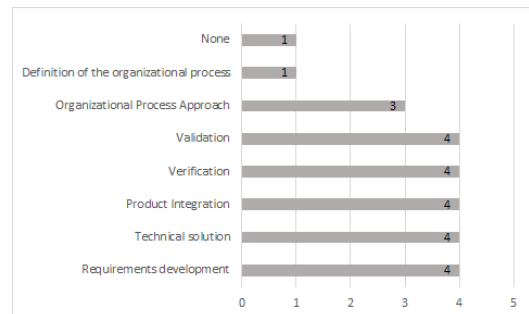 None 1
Definition of the organizational process 1
Organizational Process Approach 3
Validation 4
Verification 4
Product Integration 4
Technical solution 4
Requirements development 4
0 1 2 3 4 5